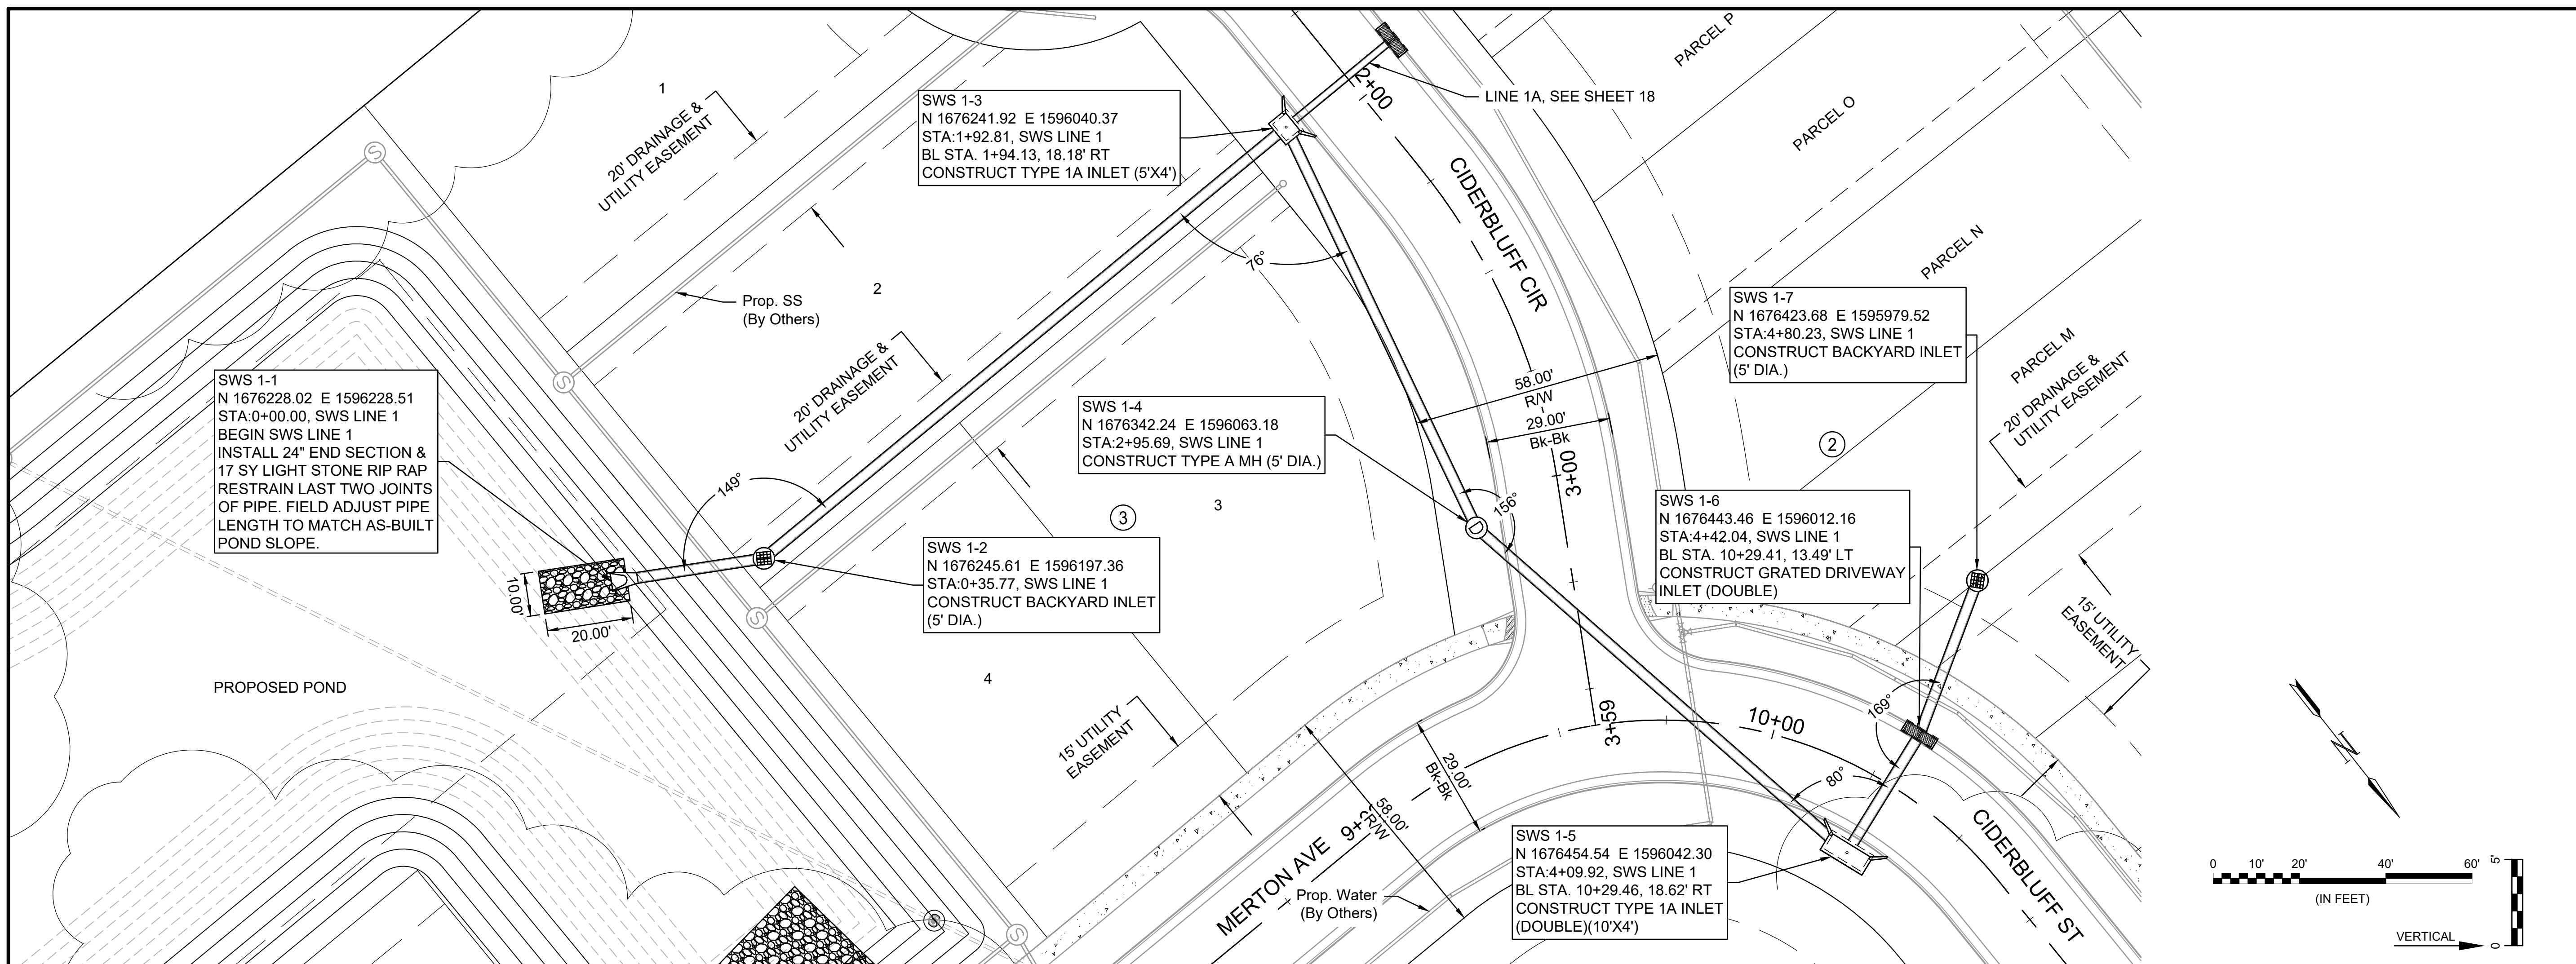 1
20' DRAINAGE &
UTILITY EASEMENT
SWS 1-3
N 1676241.92 E 1596040.37
STA:1+92.81, SWS LINE 1
BL STA. 1+94.13, 18.18' RT
CONSTRUCT TYPE 1A INLET (5'X4')
2+00
LINE 1A, SEE SHEET 18
PARCEL P
PARCEL O
PARCEL N
PARCEL M
CIDERBLUFF CIR
76°
2
Prop. SS
(By Others)
20' DRAINAGE &
UTILITY EASEMENT
SWS 1-7
N 1676423.68 E 1595979.52
STA:4+80.23, SWS LINE 1
CONSTRUCT BACKYARD INLET
(5' DIA.)
20' DRAINAGE &
UTILITY EASEMENT
58.00'
R/W
29.00'
Bk-Bk
SWS 1-1
N 1676228.02 E 1596228.51
STA:0+00.00, SWS LINE 1
BEGIN SWS LINE 1
INSTALL 24" END SECTION &
17 SY LIGHT STONE RIP RAP
RESTRAIN LAST TWO JOINTS
OF PIPE. FIELD ADJUST PIPE
LENGTH TO MATCH AS-BUILT
POND SLOPE.
SWS 1-4
N 1676342.24 E 1596063.18
STA:2+95.69, SWS LINE 1
CONSTRUCT TYPE A MH (5' DIA.)
2
3+00
149°
156°
3
3
D
SWS 1-6
N 1676443.46 E 1596012.16
STA:4+42.04, SWS LINE 1
BL STA. 10+29.41, 13.49' LT
CONSTRUCT GRATED DRIVEWAY
INLET (DOUBLE)
SWS 1-2
N 1676245.61 E 1596197.36
STA:0+35.77, SWS LINE 1
CONSTRUCT BACKYARD INLET
(5' DIA.)
10.00'
20.00'
S
S
S
S
15' UTILITY
EASEMENT
PROPOSED POND
4
15' UTILITY
EASEMENT
3+59
10+00
169°
80°
29.00'
Bk-Bk
58.00'
R/W
MERTON AVE
CIDERBLUFF ST
Prop. Water
(By Others)
SWS 1-5
N 1676454.54 E 1596042.30
STA:4+09.92, SWS LINE 1
BL STA. 10+29.46, 18.62' RT
CONSTRUCT TYPE 1A INLET
(DOUBLE)(10'X4')
N
0 10' 20' 40' 60'
(IN FEET)
5'
0
VERTICAL